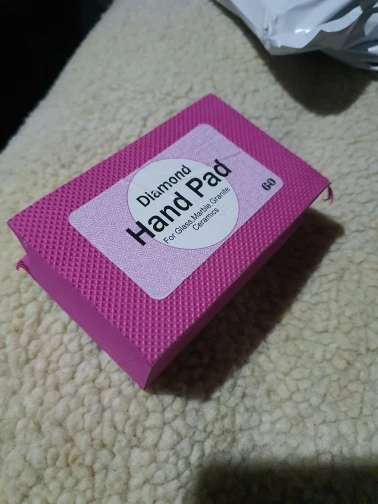 Diamond
Hand Pad
For Glass,Marble,Granite
Ceramics
60